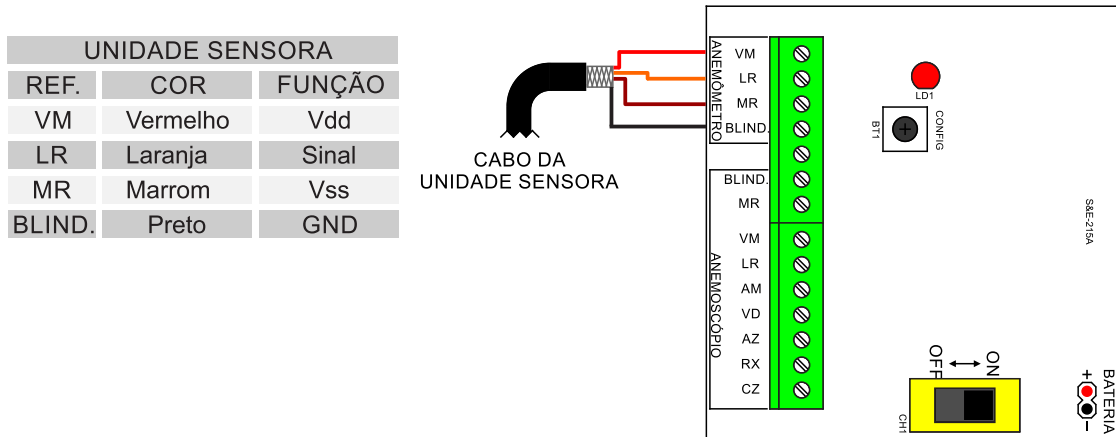 UNIDADE SENSORA
REF. COR FUNÇÃO
VM Vermelho Vdd
LR Laranja Sinal
MR Marrom Vss
BLIND. Preto GND
CABO DA
UNIDADE SENSORA
ANEMÔMETRO
VM
LR
MR
BLIND.
BLIND.
MR
ANEMOSCÓPIO
VM
LR
AM
VD
AZ
RX
CZ
LD1
BT1
CONFIG
S&E-215A
OFF ON
CH1
+ -
BATERIA